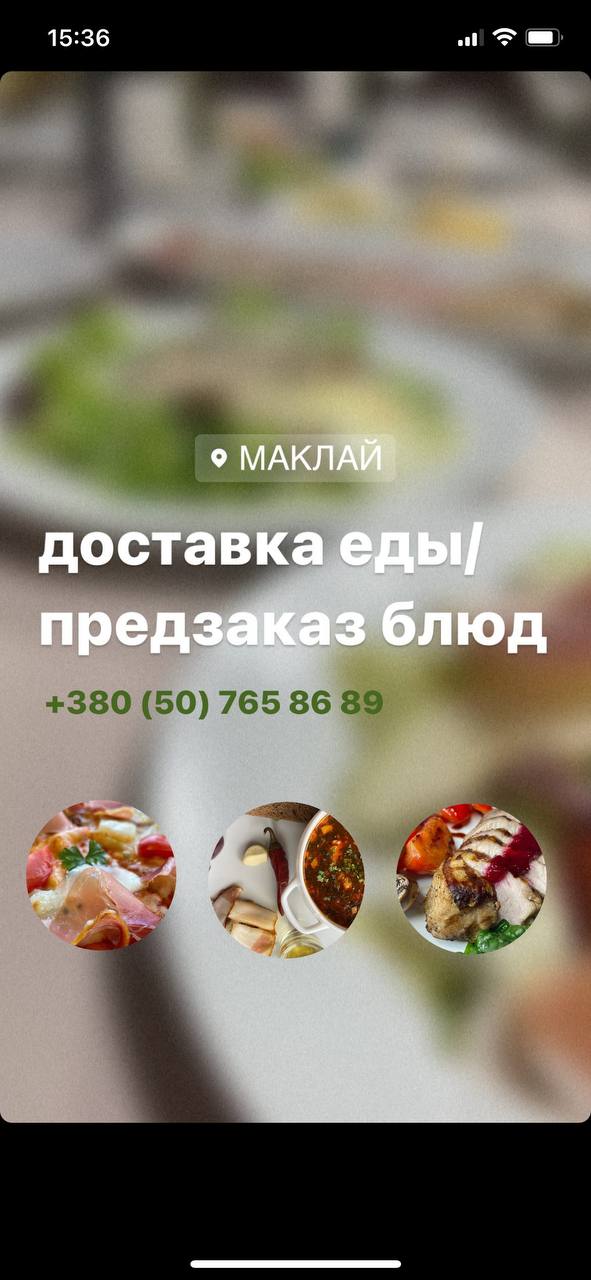 15:36
МАКЛАЙ
доставка еды/
предзаказ блюд
+380 (50) 765 86 89